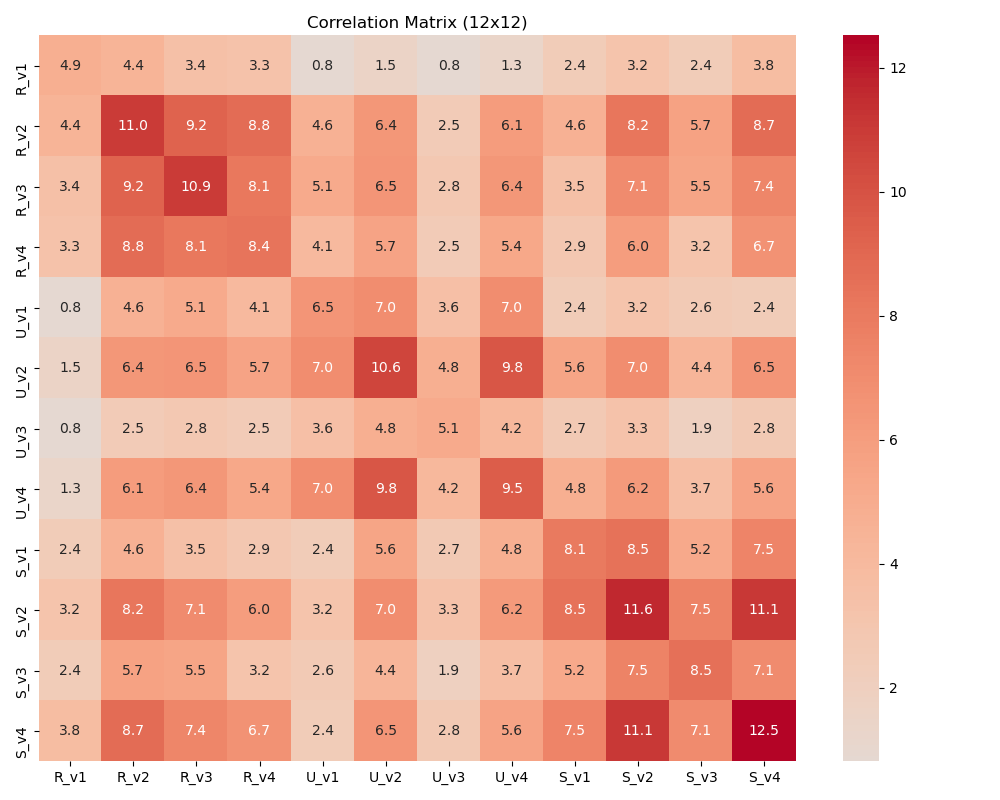 Correlation Matrix (12x12)
R_v1 4.9 4.4 3.4 3.3 0.8 1.5 0.8 1.3 2.4 3.2 2.4 3.8
R_v2 4.4 11.0 9.2 8.8 4.6 6.4 2.5 6.1 4.6 8.2 5.7 8.7
R_v3 3.4 9.2 10.9 8.1 5.1 6.5 2.8 6.4 3.5 7.1 5.5 7.4
R_v4 3.3 8.8 8.1 8.4 4.1 5.7 2.5 5.4 2.9 6.0 3.2 6.7
U_v1 0.8 4.6 5.1 4.1 6.5 7.0 3.6 7.0 2.4 3.2 2.6 2.4
U_v2 1.5 6.4 6.5 5.7 7.0 10.6 4.8 9.8 5.6 7.0 4.4 6.5
U_v3 0.8 2.5 2.8 2.5 3.6 4.8 5.1 4.2 2.7 3.3 1.9 2.8
U_v4 1.3 6.1 6.4 5.4 7.0 9.8 4.2 9.5 4.8 6.2 3.7 5.6
S_v1 2.4 4.6 3.5 2.9 2.4 5.6 2.7 4.8 8.1 8.5 5.2 7.5
S_v2 3.2 8.2 7.1 6.0 3.2 7.0 3.3 6.2 8.5 11.6 7.5 11.1
S_v3 2.4 5.7 5.5 3.2 2.6 4.4 1.9 3.7 5.2 7.5 8.5 7.1
S_v4 3.8 8.7 7.4 6.7 2.4 6.5 2.8 5.6 7.5 11.1 7.1 12.5
R_v1 R_v2 R_v3 R_v4 U_v1 U_v2 U_v3 U_v4 S_v1 S_v2 S_v3 S_v4
12
10
8
6
4
2